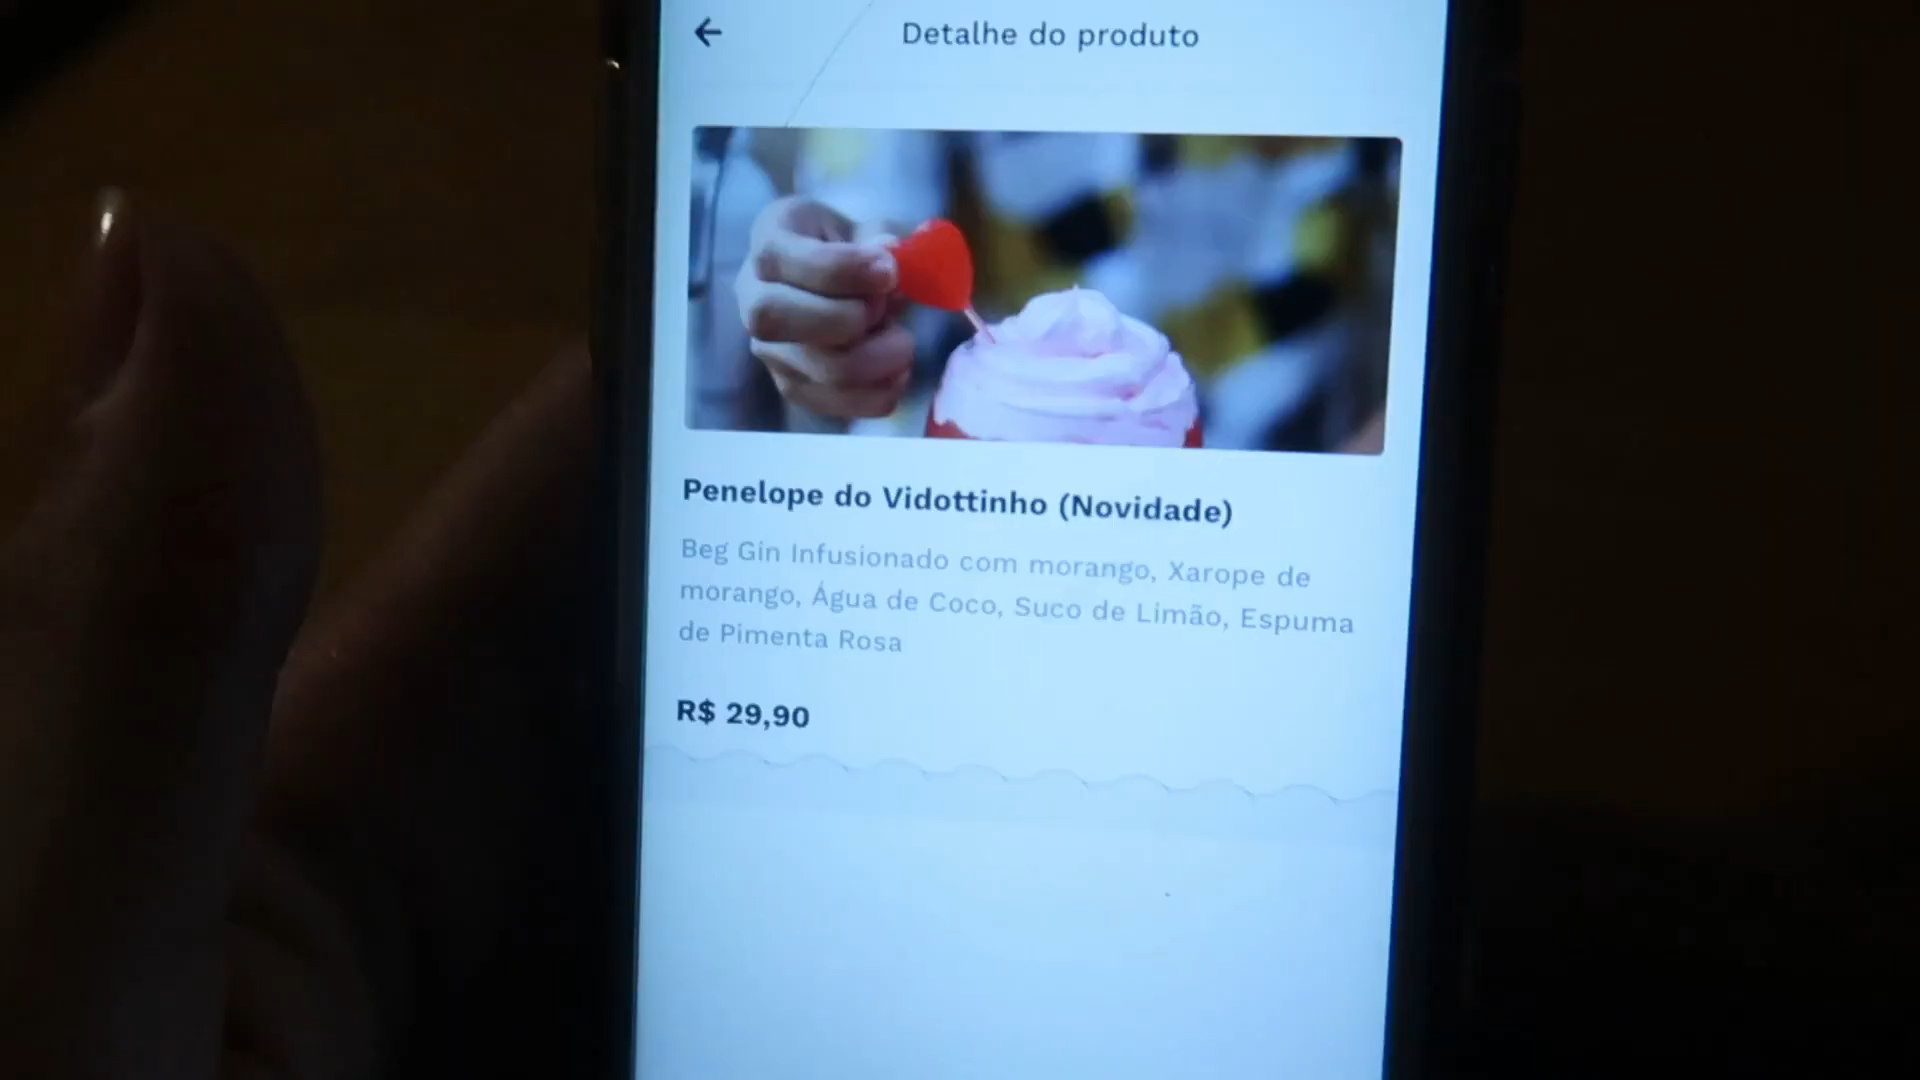 Detalhe do produto
Penelope do Vidottinho (Novidade)
Beg Gin Infusionado com morango, Xarope de
morango, Água de Coco, Suco de Limão, Espuma
de Pimenta Rosa
R$ 29,90